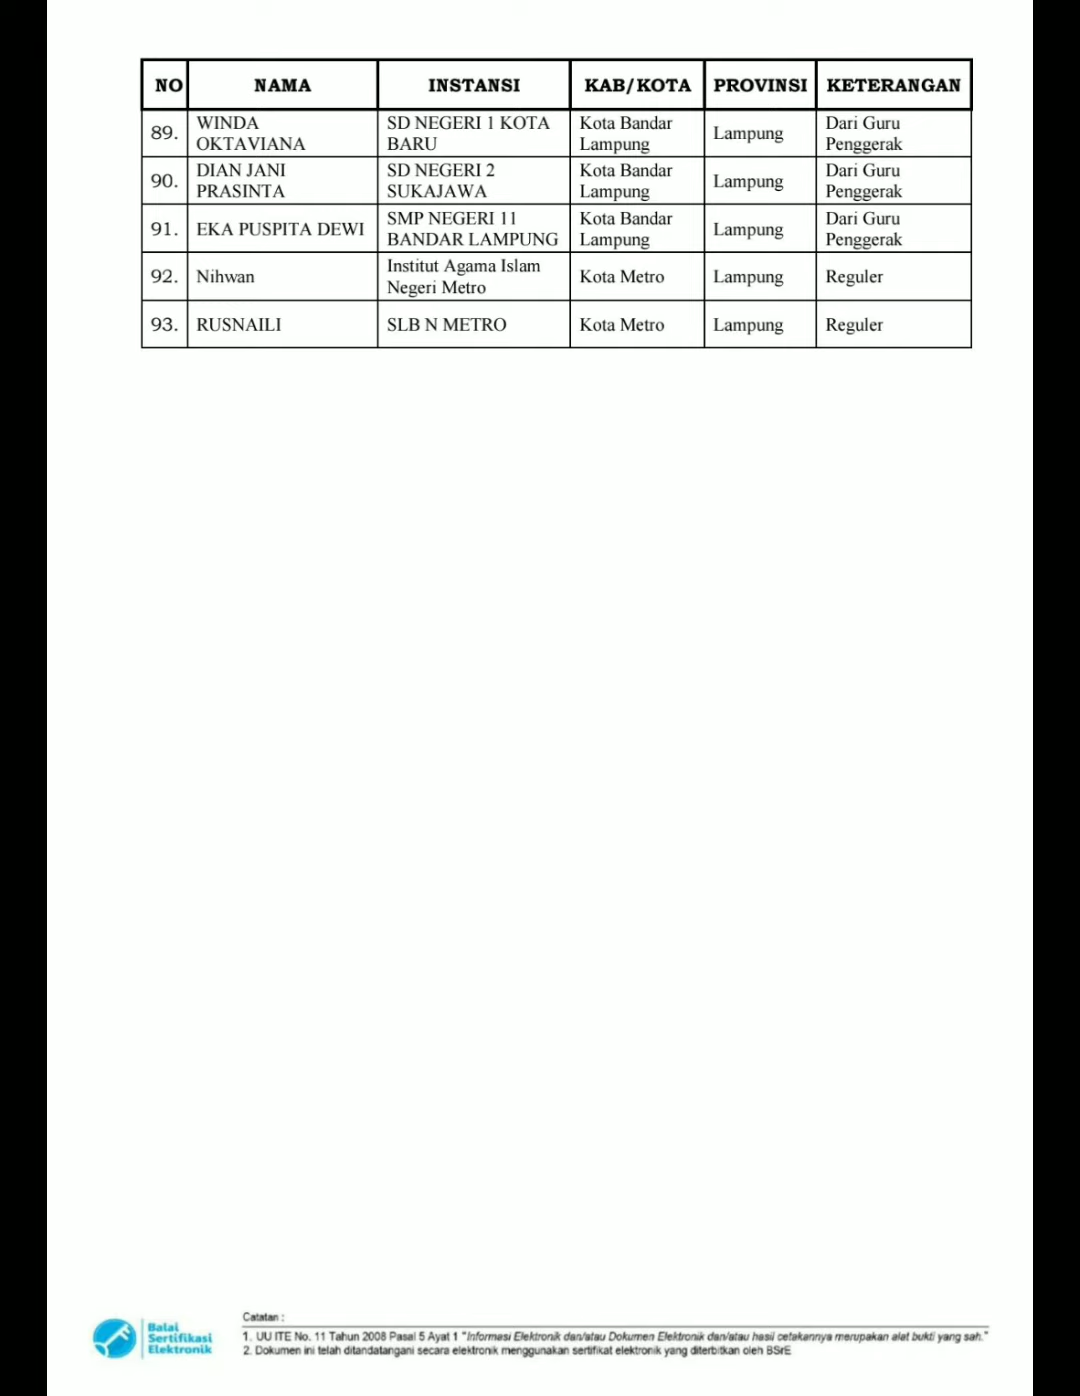 NO NAMA INSTANSI KAB/KOTA PROVINSI KETERANGAN
89. WINDA OKTAVIANA SD NEGERI 1 KOTA BARU Kota Bandar Lampung Lampung Dari Guru Penggerak
90. DIAN JANI PRASINTA SD NEGERI 2 SUKAJAWA Kota Bandar Lampung Lampung Dari Guru Penggerak
91. EKA PUSPITA DEWI SMP NEGERI 11 BANDAR LAMPUNG Kota Bandar Lampung Lampung Dari Guru Penggerak
92. Nihwan Institut Agama Islam Negeri Metro Kota Metro Lampung Reguler
93. RUSNAILI SLB N METRO Kota Metro Lampung Reguler
Balai
Sertifikasi
Elektronik
Catatan :
1. UU ITE No. 11 Tahun 2008 Pasal 5 Ayat 1 "Informasi Elektronik dan/atau Dokumen Elektronik dan/atau hasil cetakannya merupakan alat bukti yang sah."
2. Dokumen ini telah ditandatangani secara elektronik menggunakan sertifikat elektronik yang diterbitkan oleh BSrE